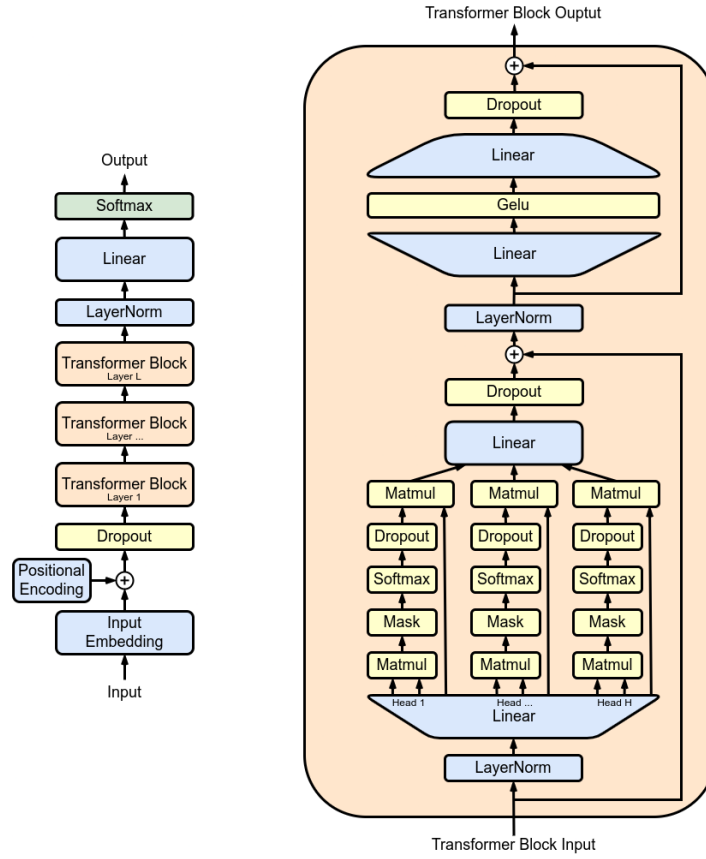 Output
Softmax
Linear
LayerNorm
Transformer Block
Layer L
Transformer Block
Layer ...
Transformer Block
Layer 1
Dropout
Positional
Encoding
+
Input
Embedding
Input
Transformer Block Ouptut
+
Dropout
Linear
Gelu
Linear
LayerNorm
+
Dropout
Linear
Matmul Matmul Matmul
Dropout Dropout Dropout
Softmax Softmax Softmax
Mask Mask Mask
Matmul Matmul Matmul
Head 1 Head ... Head H
Linear
LayerNorm
Transformer Block Input